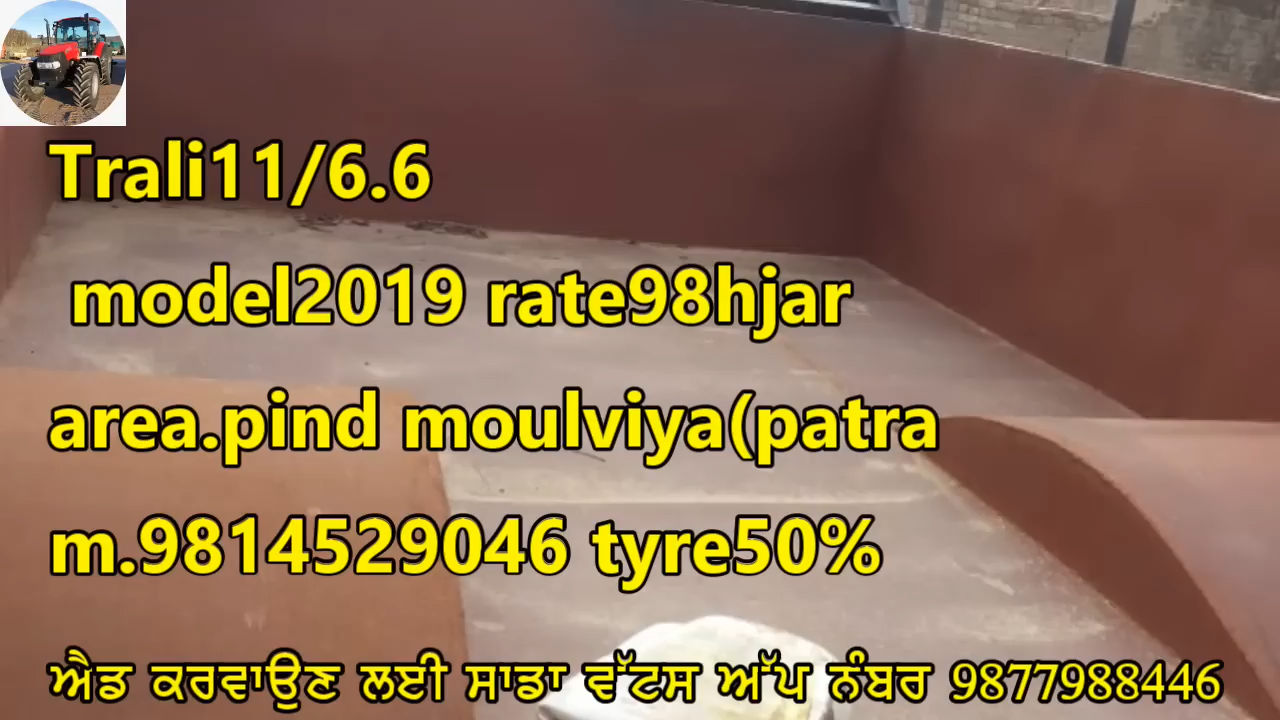 Trali11/6.6
model2019 rate98hjar
area.pind moulviya(patra
m.9814529046 tyre50%
ਐਡ ਕਰਵਾਉਣ ਲਈ ਸਾਡਾ ਵੱਟਸ ਅੱਪ ਨੰਬਰ 9877988446